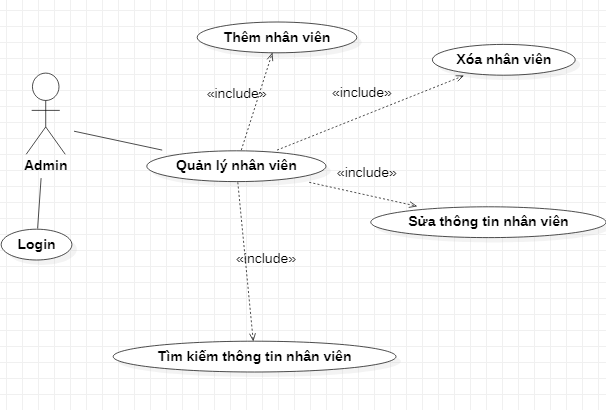 Thêm nhân viên
Xóa nhân viên
«include»
«include»
Admin
Quản lý nhân viên
«include»
Sửa thông tin nhân viên
Login
«include»
Tìm kiếm thông tin nhân viên